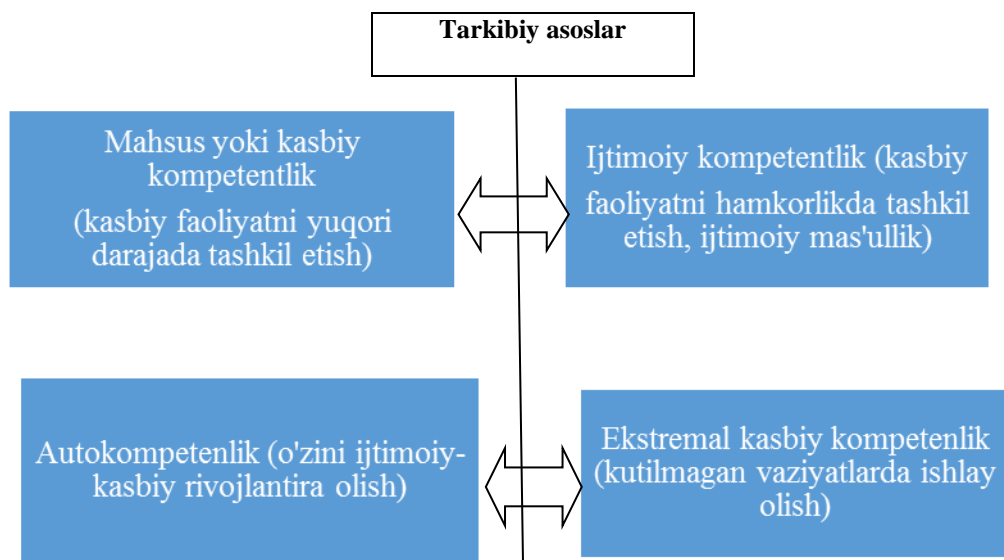 Tarkibiy asoslar
Mahsus yoki kasbiy
kompetentlik
(kasbiy faoliyatni yuqori
darajada tashkil etish)
Ijtimoiy kompetentlik (kasbiy
faoliyatni hamkorlikda tashkil
etish, ijtimoiy mas'ullik)
Autokompetenlik (o'zini ijtimoiy-
kasbiy rivojlantira olish)
Ekstremal kasbiy kompetenlik
(kutilmagan vaziyatlarda ishlay
olish)